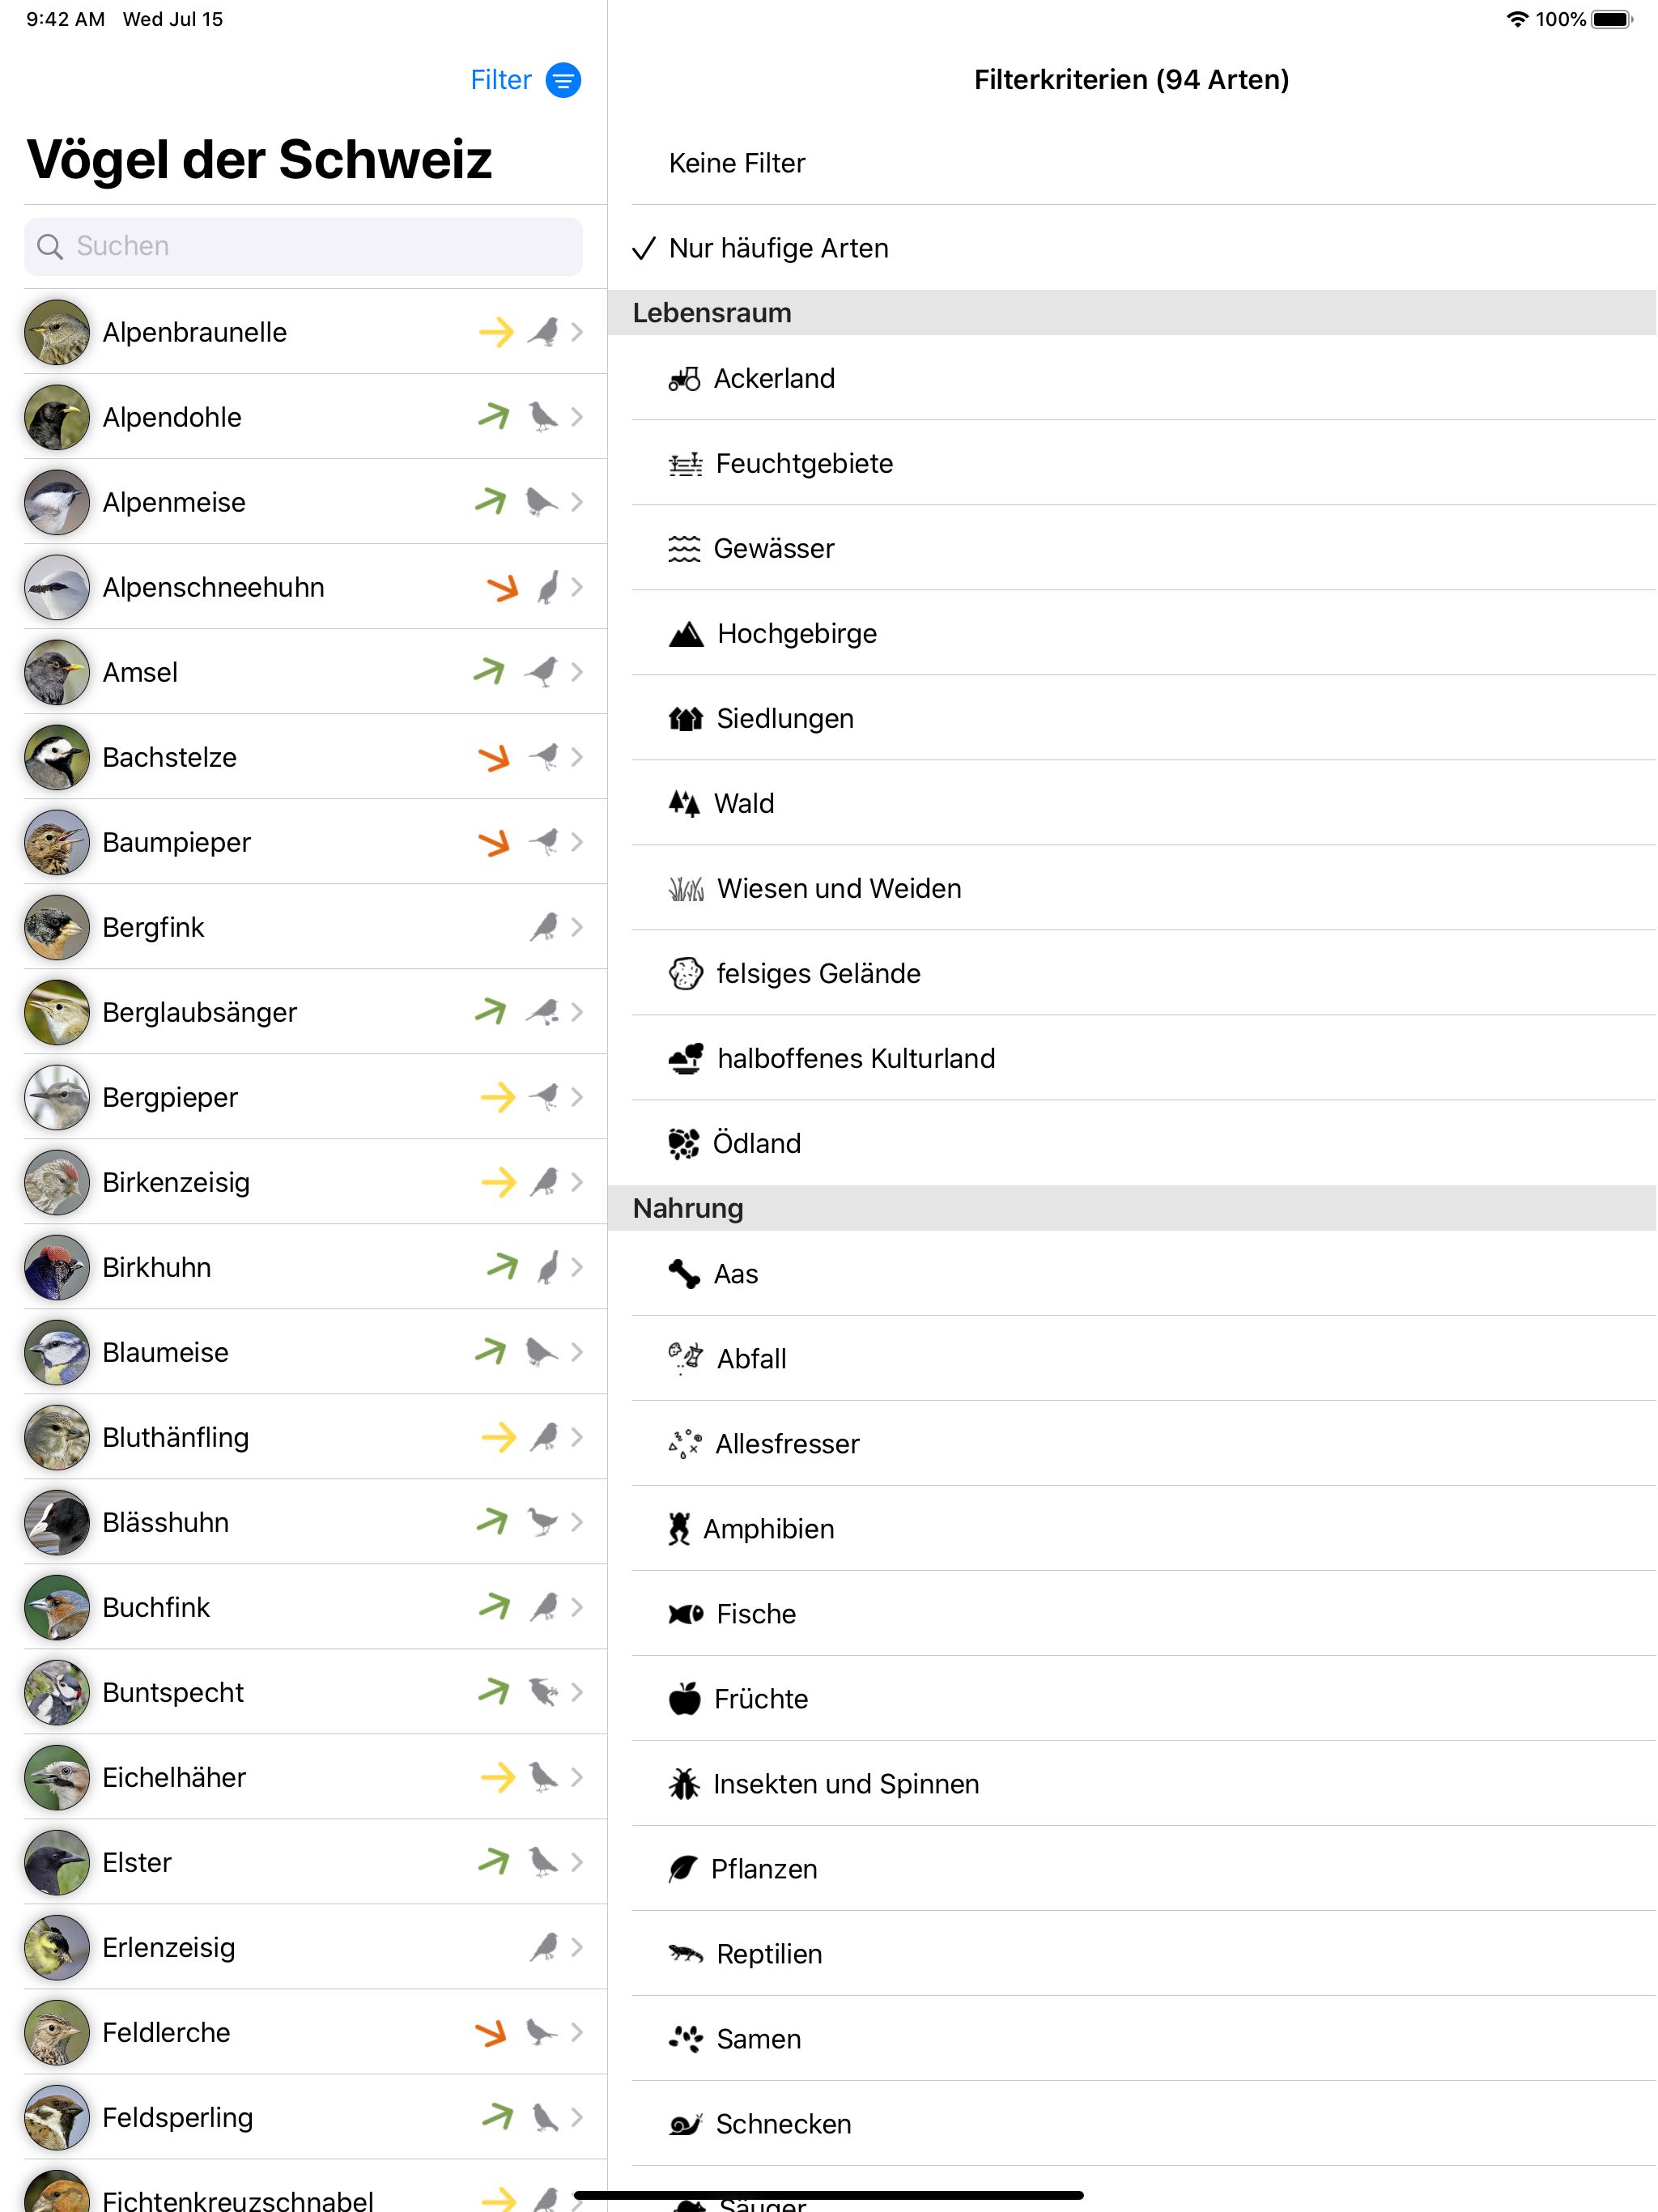 9:42 AM Wed Jul 15
100%
Filter
Vögel der Schweiz
Suchen
Alpenbraunelle
Alpendohle
Alpenmeise
Alpenschneehuhn
Amsel
Bachstelze
Baumpieper
Bergfink
Berglaubsänger
Bergpieper
Birkenzeisig
Birkhuhn
Blaumeise
Bluthänfling
Blässhuhn
Buchfink
Buntspecht
Eichelhäher
Elster
Erlenzeisig
Feldlerche
Feldsperling
Fichtenkreuzschnabel
Filterkriterien (94 Arten)
Keine Filter
Nur häufige Arten
Lebensraum
Ackerland
Feuchtgebiete
Gewässer
Hochgebirge
Siedlungen
Wald
Wiesen und Weiden
felsiges Gelände
halboffenes Kulturland
Ödland
Nahrung
Aas
Abfall
Allesfresser
Amphibien
Fische
Früchte
Insekten und Spinnen
Pflanzen
Reptilien
Samen
Schnecken
Säuger